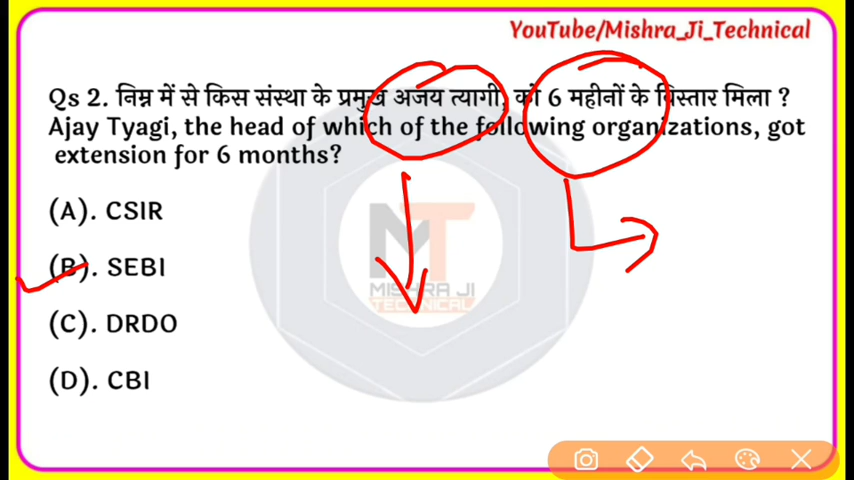 YouTube/Mishra_Ji_Technical
Qs 2. निम्न में से किस संस्था के प्रमुख अजय त्यागी, को 6 महीनों के विस्तार मिला ?
Ajay Tyagi, the head of which of the following organizations, got
extension for 6 months?
(A). CSIR
(B). SEBI
MT
MISHRA JI
TECHNICAL
(C). DRDO
(D). CBI